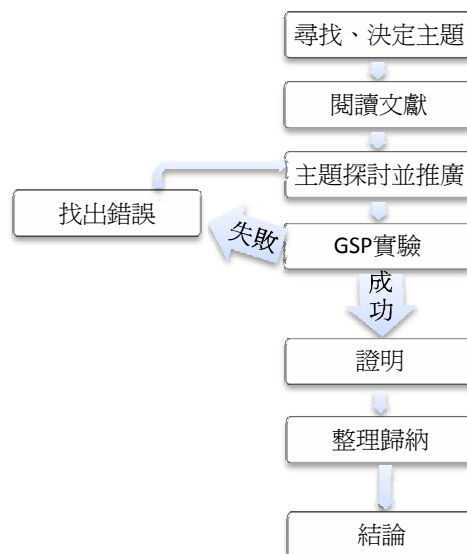 尋找、決定主題
閱讀文獻
主題探討並推廣
找出錯誤
失敗
GSP實驗
成
功
證明
整理歸納
結論